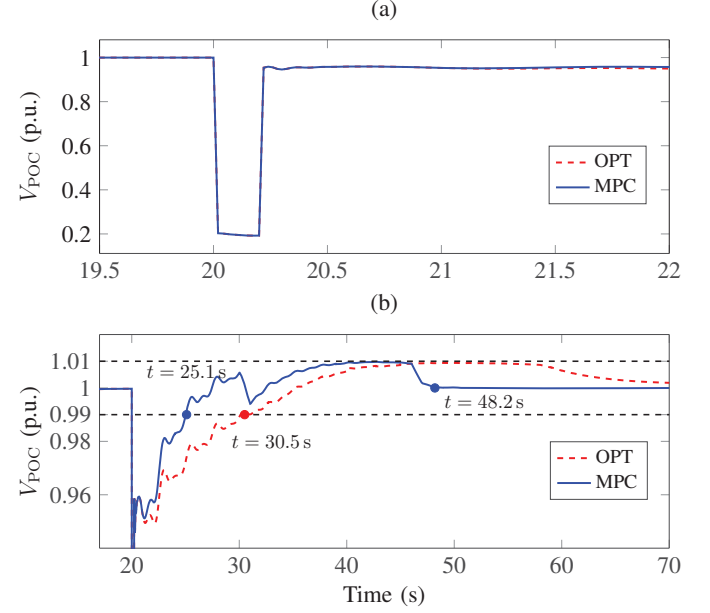 (a)
V_POC (p.u.)
1
0.8
0.6
0.4
0.2
OPT
MPC
19.5 20 20.5 21 21.5 22
(b)
V_POC (p.u.)
1.01
1
0.99
0.98
0.96
t = 25.1 s
t = 48.2 s
t = 30.5 s
OPT
MPC
20 30 40 50 60 70
Time (s)